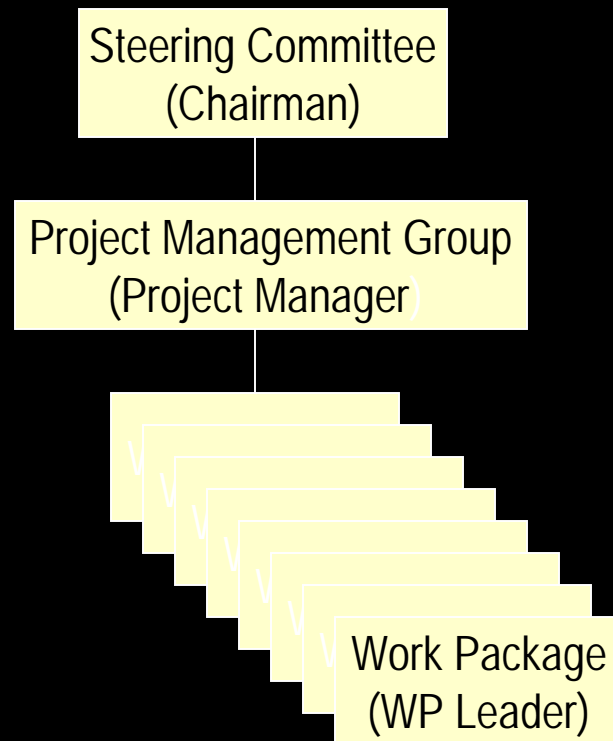 Steering Committee
(Chairman)
Project Management Group
(Project Manager)
Work Package
(WP Leader)